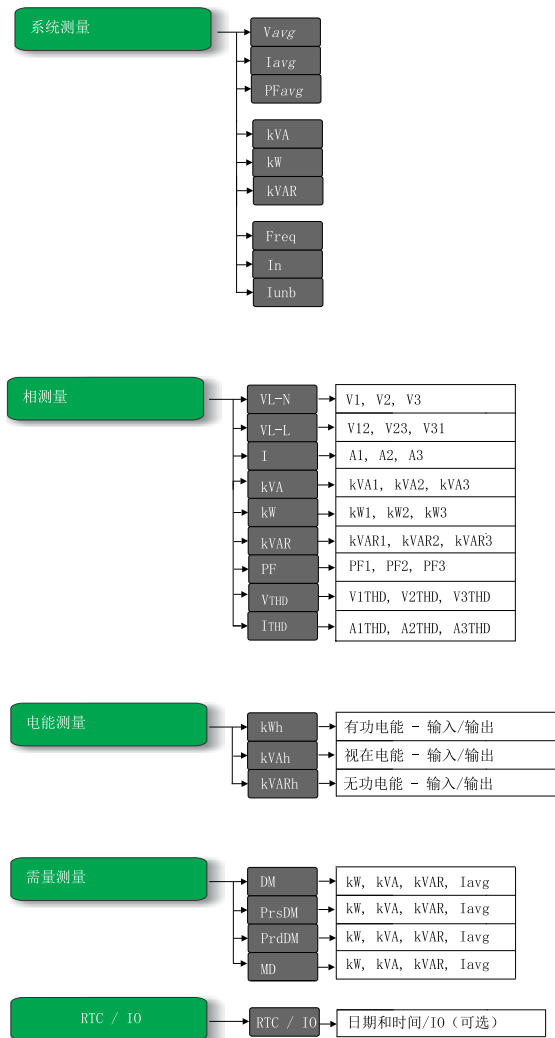 系统测量
Vavg
Iavg
PFavg
kVA
kW
kVAR
Freq
In
Iunb
相测量
VL-N V1, V2, V3
VL-L V12, V23, V31
I A1, A2, A3
kVA kVA1, kVA2, kVA3
kW kW1, kW2, kW3
kVAR kVAR1, kVAR2, kVAR3
PF PF1, PF2, PF3
VTHD V1THD, V2THD, V3THD
ITHD A1THD, A2THD, A3THD
电能测量
kWh 有功电能 - 输入/输出
kVAh 视在电能 - 输入/输出
kVARh 无功电能 - 输入/输出
需量测量
DM kW, kVA, kVAR, Iavg
PrsDM kW, kVA, kVAR, Iavg
PrdDM kW, kVA, kVAR, Iavg
MD kW, kVA, kVAR, Iavg
RTC / IO RTC / IO 日期和时间/IO（可选）